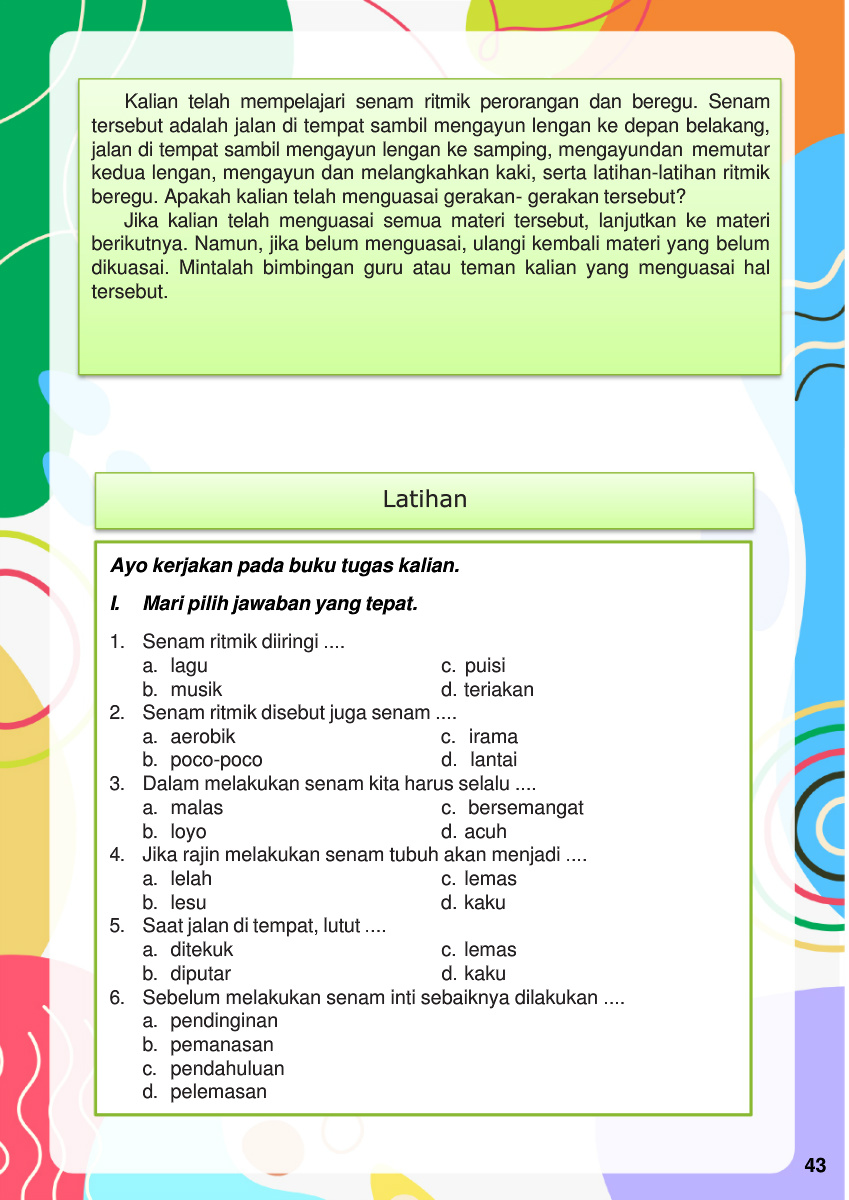 Kalian telah mempelajari senam ritmik perorangan dan beregu. Senam
tersebut adalah jalan di tempat sambil mengayun lengan ke depan belakang,
jalan di tempat sambil mengayun lengan ke samping, mengayundan memutar
kedua lengan, mengayun dan melangkahkan kaki, serta latihan-latihan ritmik
beregu. Apakah kalian telah menguasai gerakan- gerakan tersebut?
Jika kalian telah menguasai semua materi tersebut, lanjutkan ke materi
berikutnya. Namun, jika belum menguasai, ulangi kembali materi yang belum
dikuasai. Mintalah bimbingan guru atau teman kalian yang menguasai hal
tersebut.
Latihan
Ayo kerjakan pada buku tugas kalian.
I. Mari pilih jawaban yang tepat.
1. Senam ritmik diiringi ....
a. lagu c. puisi
b. musik d. teriakan
2. Senam ritmik disebut juga senam ....
a. aerobik c. irama
b. poco-poco d. lantai
3. Dalam melakukan senam kita harus selalu ....
a. malas c. bersemangat
b. loyo d. acuh
4. Jika rajin melakukan senam tubuh akan menjadi ....
a. lelah c. lemas
b. lesu d. kaku
5. Saat jalan di tempat, lutut ....
a. ditekuk c. lemas
b. diputar d. kaku
6. Sebelum melakukan senam inti sebaiknya dilakukan ....
a. pendinginan
b. pemanasan
c. pendahuluan
d. pelemasan
43